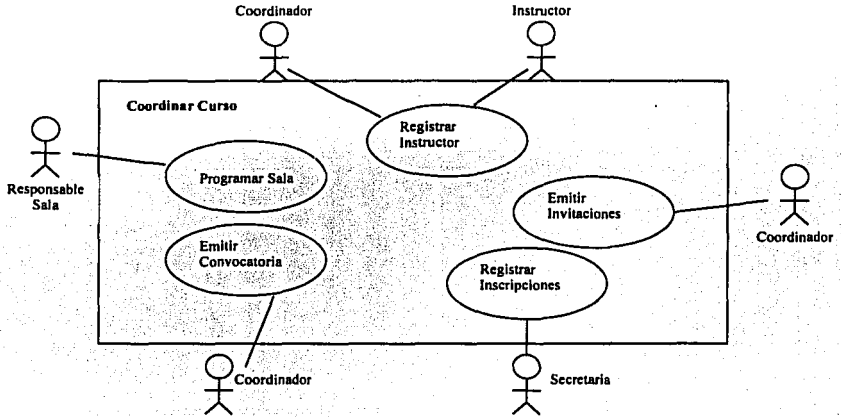 Coordinador
Instructor
Coordinar Curso
Registrar
Instructor
Programar Sala
Responsable
Sala
Emitir
Invitaciones
Coordinador
Emitir
Convocatoria
Registrar
Inscripciones
Coordinador
Secretaria